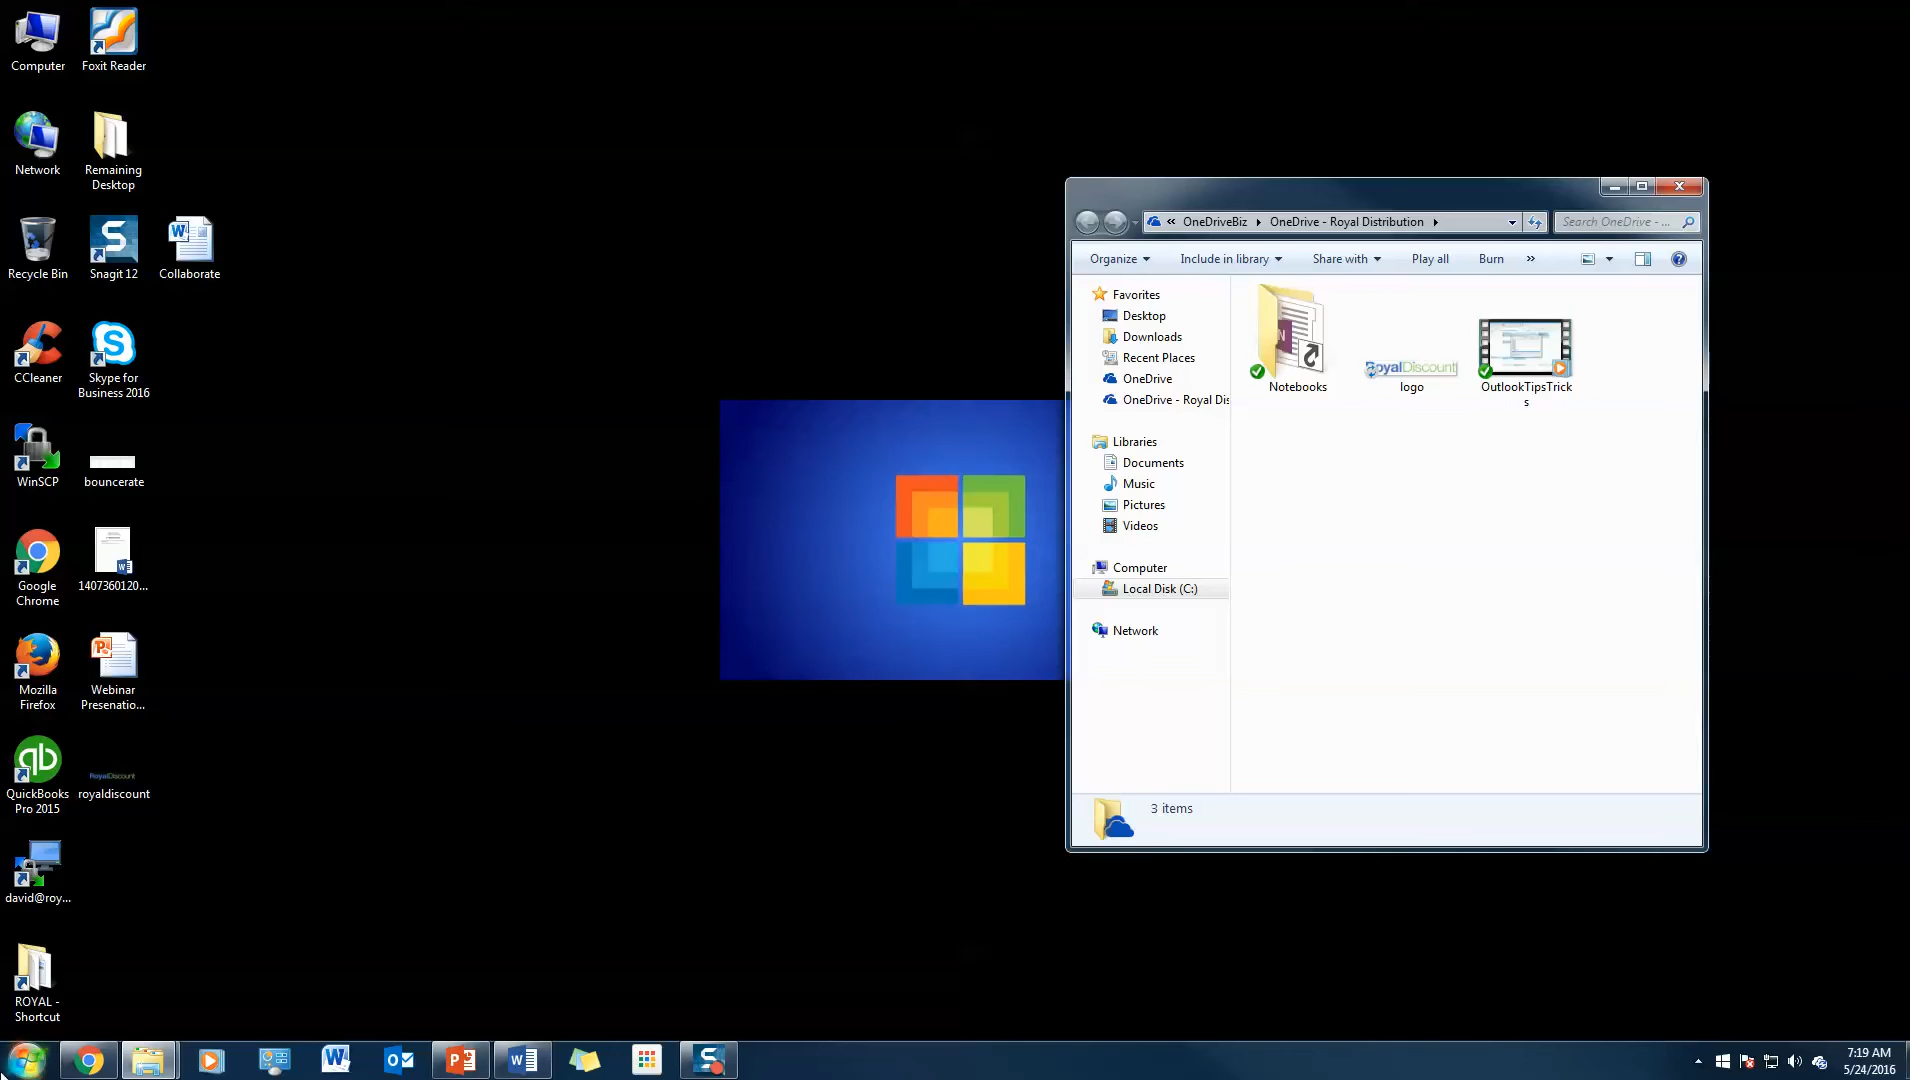 Computer
Foxit Reader
Network
Remaining
Desktop
Recycle Bin
Snagit 12
Collaborate
CCleaner
Skype for
Business 2016
WinSCP
bouncerate
Google
Chrome
1407360120...
Mozilla
Firefox
Webinar
Presenatio...
QuickBooks
Pro 2015
RoyalDiscount
royaldiscount
david@roy...
ROYAL -
Shortcut
« OneDriveBiz OneDrive - Royal Distribution
Search OneDrive - ...
Organize Include in library Share with Play all Burn »
Favorites
Desktop
Downloads
Recent Places
OneDrive
OneDrive - Royal Dis
Libraries
Documents
Music
Pictures
Videos
Computer
Local Disk (C:)
Network
Notebooks
RoyalDiscount
logo
OutlookTipsTrick
s
3 items
7:19 AM
5/24/2016